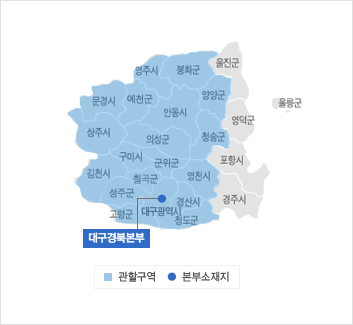 울진군
영주시
봉화군
문경시
예천군
양양군
울릉군
안동시
영덕군
상주시
의성군
청송군
구미시
군위군
포항시
김천시
칠곡군
영천시
성주군
경산시
경주시
고령군
대구광역시
청도군
대구경북본부
관할구역
본부소재지